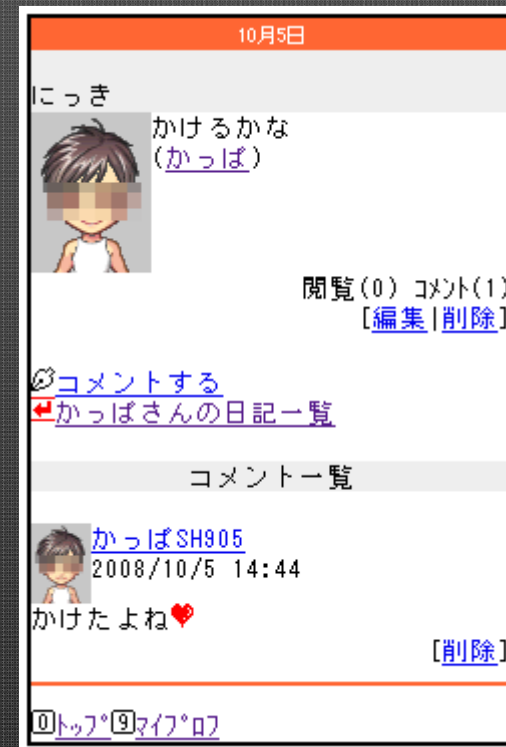 10月5日
にっき
かけるかな
(かっぱ)
閲覧(0) ｺﾒﾝﾄ(1)
[編集|削除]
コメントする
かっぱさんの日記一覧
コメント一覧
かっぱSH905
2008/10/5 14:44
かけたよね
[削除]
0ﾄｯﾌﾟ9ﾏｲﾌﾟﾛﾌ